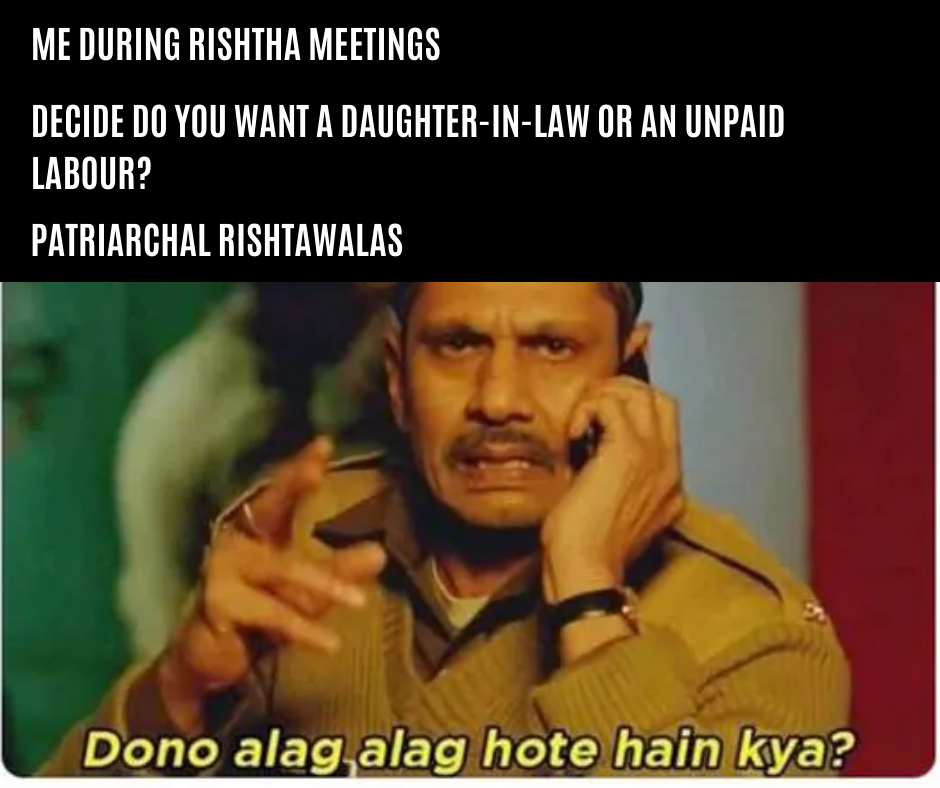 ME DURING RISHTHA MEETINGS
DECIDE DO YOU WANT A DAUGHTER-IN-LAW OR AN UNPAID
LABOUR?
PATRIARCHAL RISHTAWALAS
Dono alag alag hote hain kya?